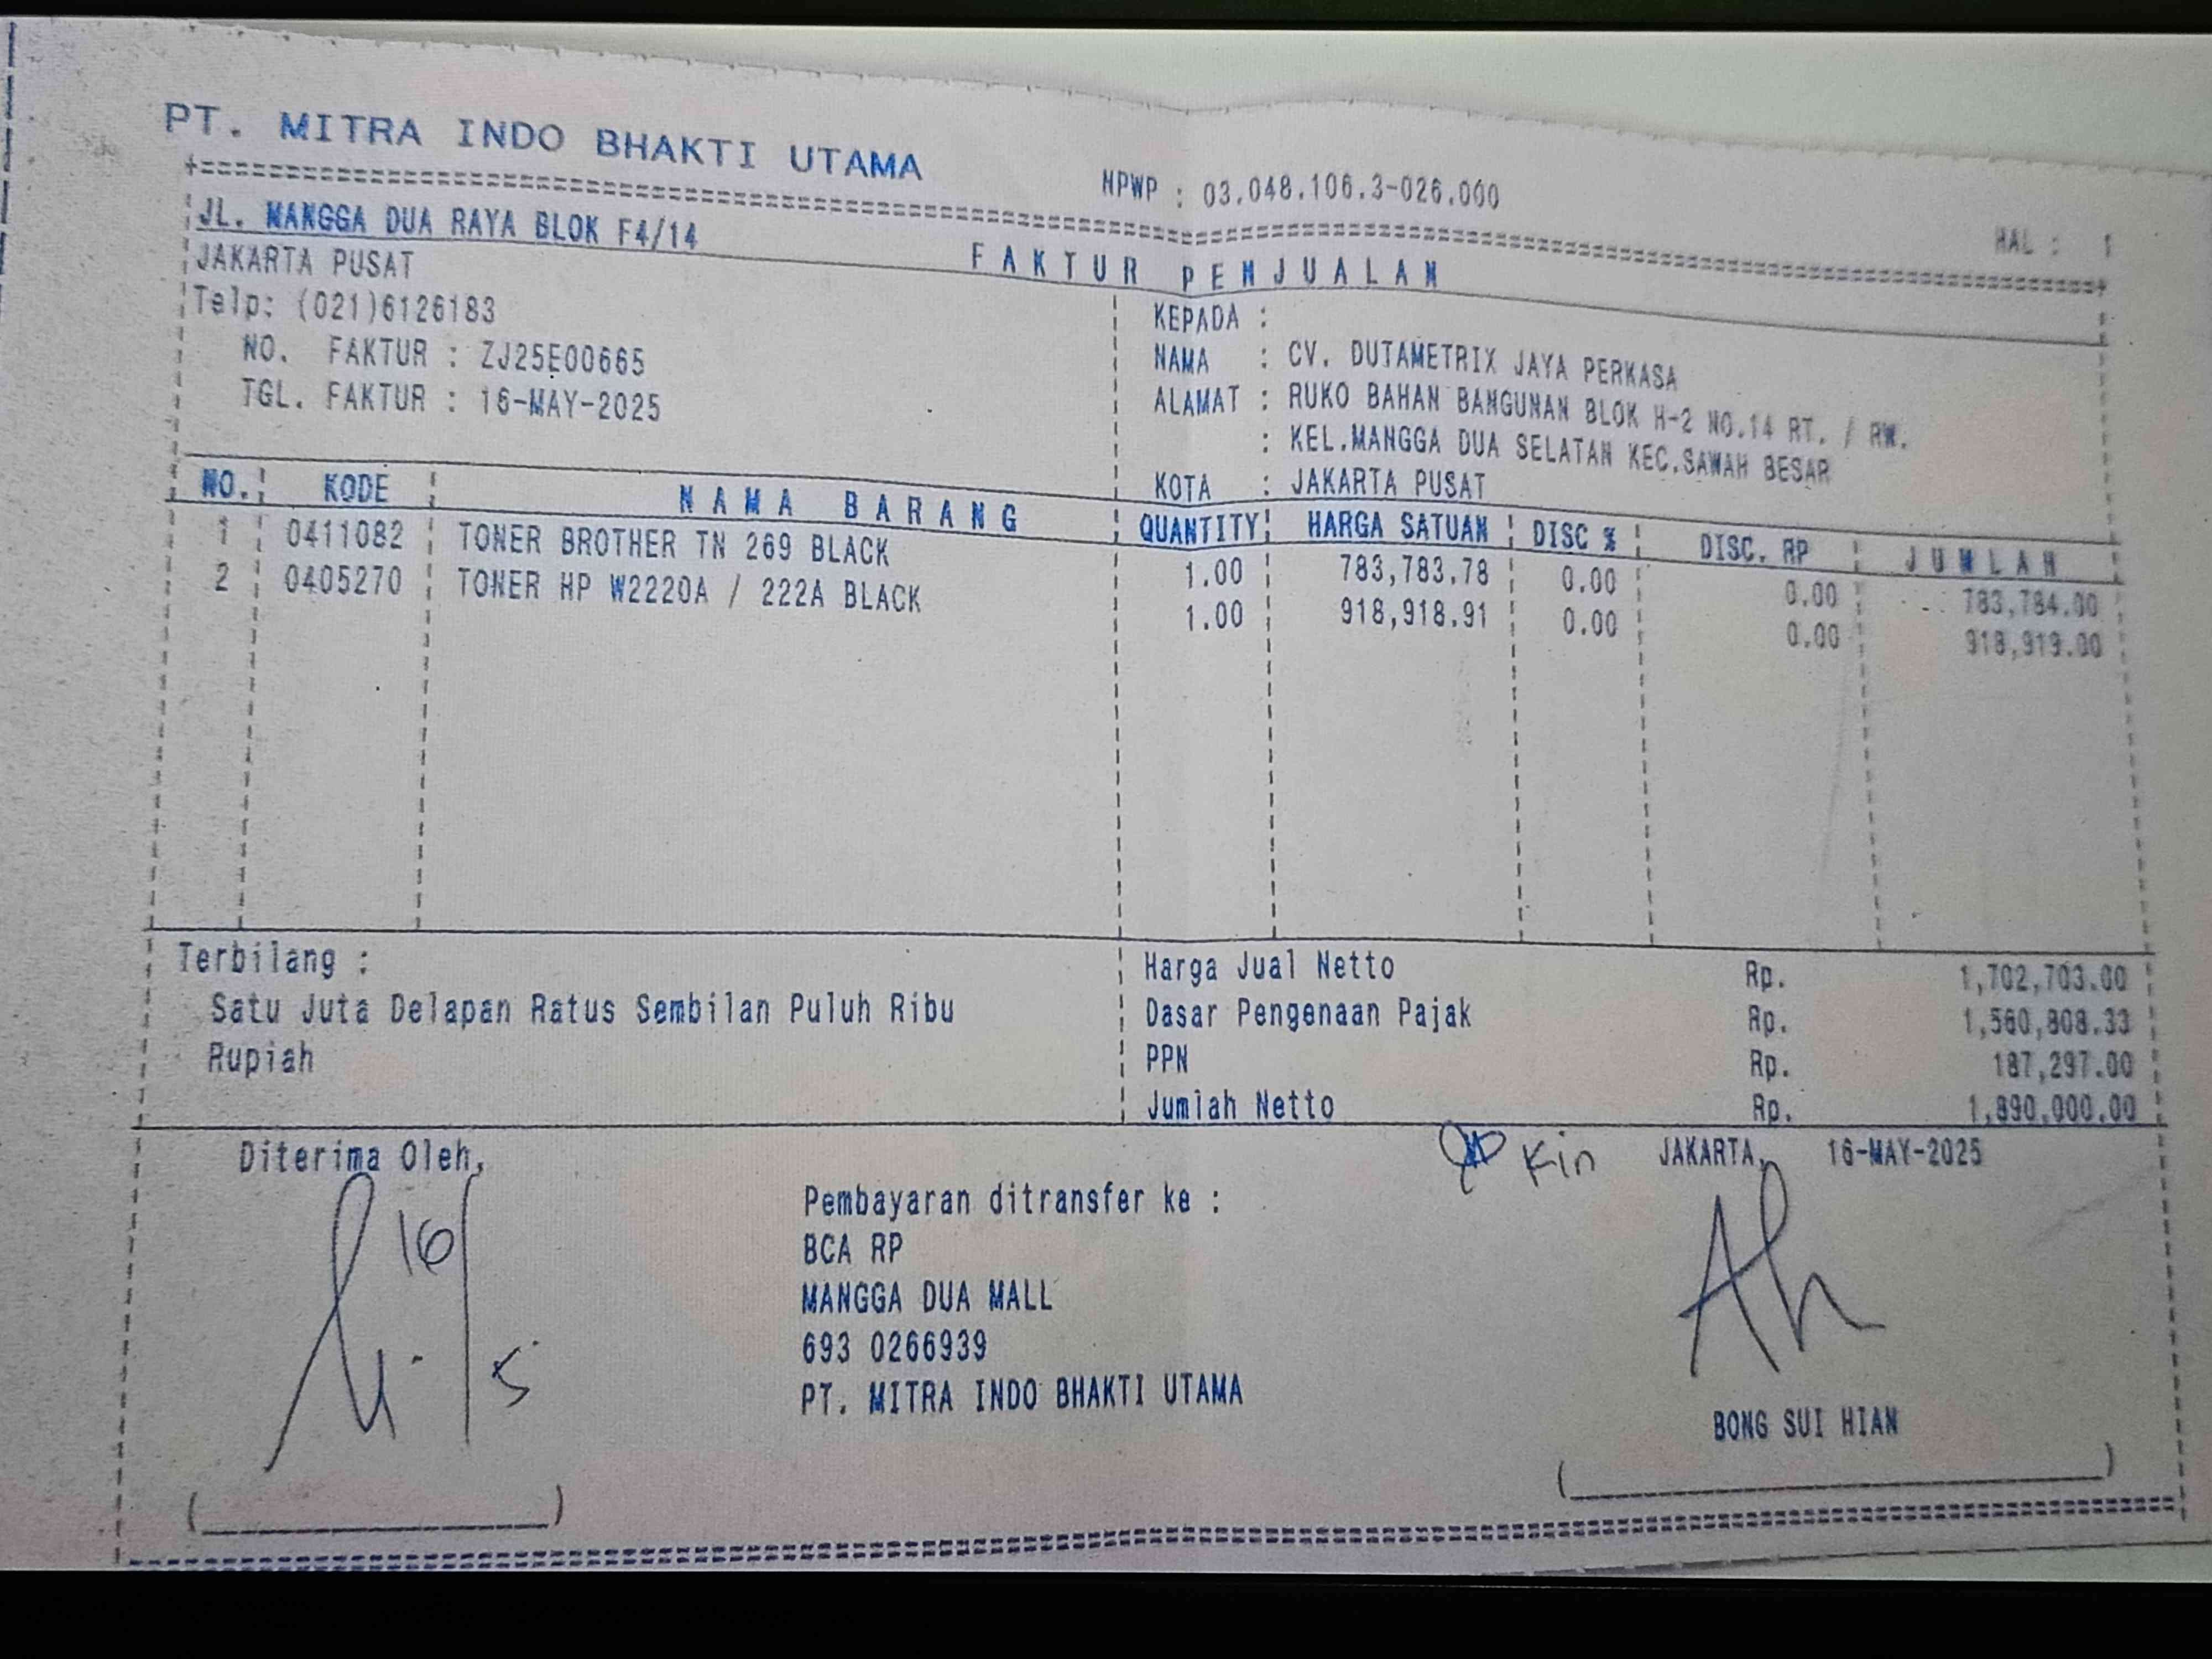 PT. MITRA INDO BHAKTI UTAMA
NPWP : 03.048.106.3-026.000
HAL : 1
JL. MANGGA DUA RAYA BLOK F4/14
JAKARTA PUSAT
Telp: (021)6126183
NO. FAKTUR : ZJ25E00665
TGL. FAKTUR : 16-MAY-2025
FAKTUR PENJUALAN
KEPADA :
NAMA : CV. DUTAMETRIX JAYA PERKASA
ALAMAT : RUKO BAHAN BANGUNAN BLOK H-2 NO.14 RT. / RW.
: KEL.MANGGA DUA SELATAN KEC.SAWAH BESAR
KOTA : JAKARTA PUSAT
NO. KODE NAMA BARANG QUANTITY HARGA SATUAN DISC % DISC. RP JUMLAH
1 0411082 TONER BROTHER TN 269 BLACK 1.00 783,783.78 0.00 0.00 783,784.00
2 0405270 TONER HP W2220A / 222A BLACK 1.00 918,918.91 0.00 0.00 918,919.00
Terbilang :
Satu Juta Delapan Ratus Sembilan Puluh Ribu
Rupiah
Harga Jual Netto Rp. 1,702,703.00
Dasar Pengenaan Pajak Rp. 1,560,808.33
PPN Rp. 187,297.00
Jumlah Netto Rp. 1,890,000.00
Diterima Oleh,
16/5
Pembayaran ditransfer ke :
BCA RP
MANGGA DUA MALL
693 0266939
PT. MITRA INDO BHAKTI UTAMA
Kin
JAKARTA, 16-MAY-2025
BONG SUI HIAN